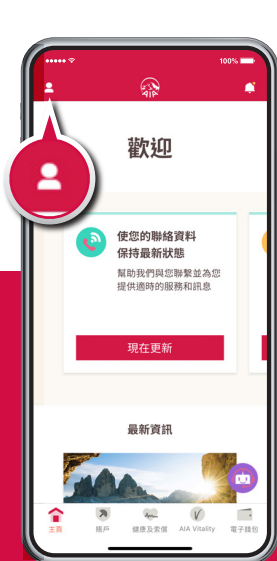 100%
AIA
歡迎
使您的聯絡資料
保持最新狀態
幫助我們與您聯繫並為您
提供適時的服務和訊息
現在更新
最新資訊
主頁
賬戶
健康及索償
AIA Vitality
電子錢包